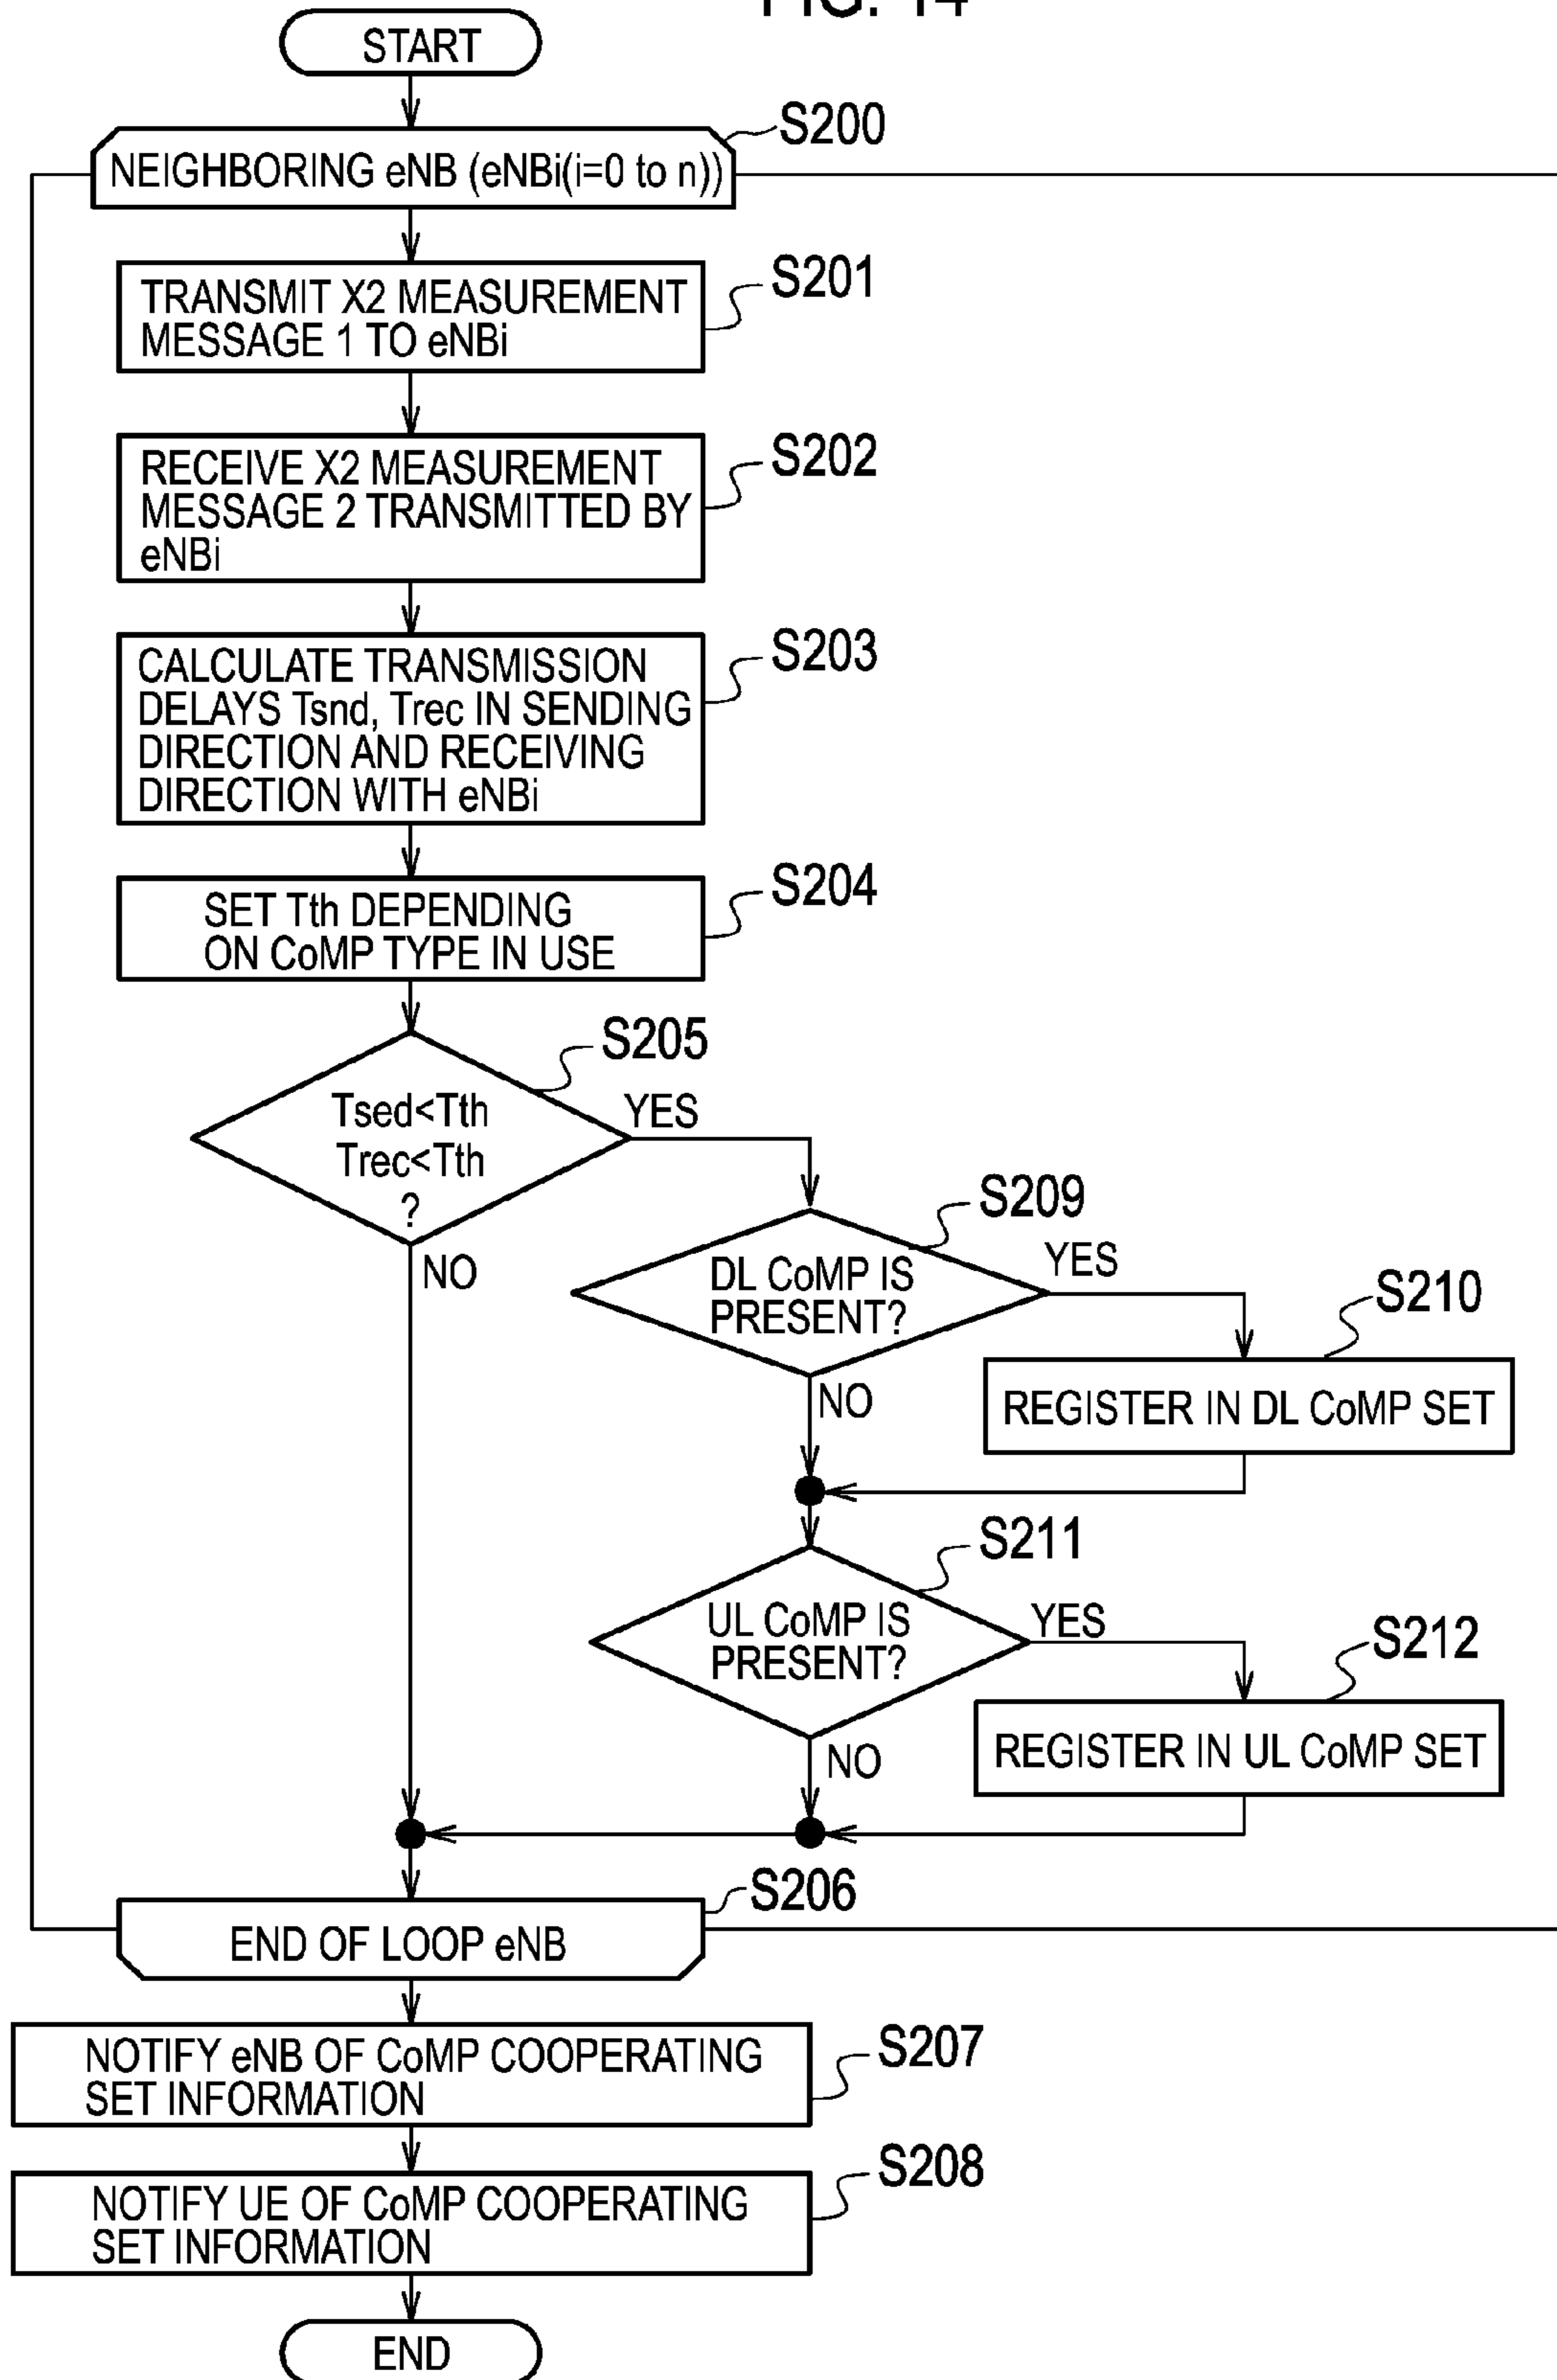 FIG. 14
START
S200
NEIGHBORING eNB (eNBi(i=0 to n))
S201
TRANSMIT X2 MEASUREMENT
MESSAGE 1 TO eNBi
S202
RECEIVE X2 MEASUREMENT
MESSAGE 2 TRANSMITTED BY
eNBi
S203
CALCULATE TRANSMISSION
DELAYS Tsnd, Trec IN SENDING
DIRECTION AND RECEIVING
DIRECTION WITH eNBi
S204
SET Tth DEPENDING
ON CoMP TYPE IN USE
S205
Tsed<Tth
Trec<Tth
?
YES
NO
S209
DL CoMP IS
PRESENT?
YES
NO
S210
REGISTER IN DL CoMP SET
S211
UL CoMP IS
PRESENT?
YES
NO
S212
REGISTER IN UL CoMP SET
S206
END OF LOOP eNB
S207
NOTIFY eNB OF CoMP COOPERATING
SET INFORMATION
S208
NOTIFY UE OF CoMP COOPERATING
SET INFORMATION
END